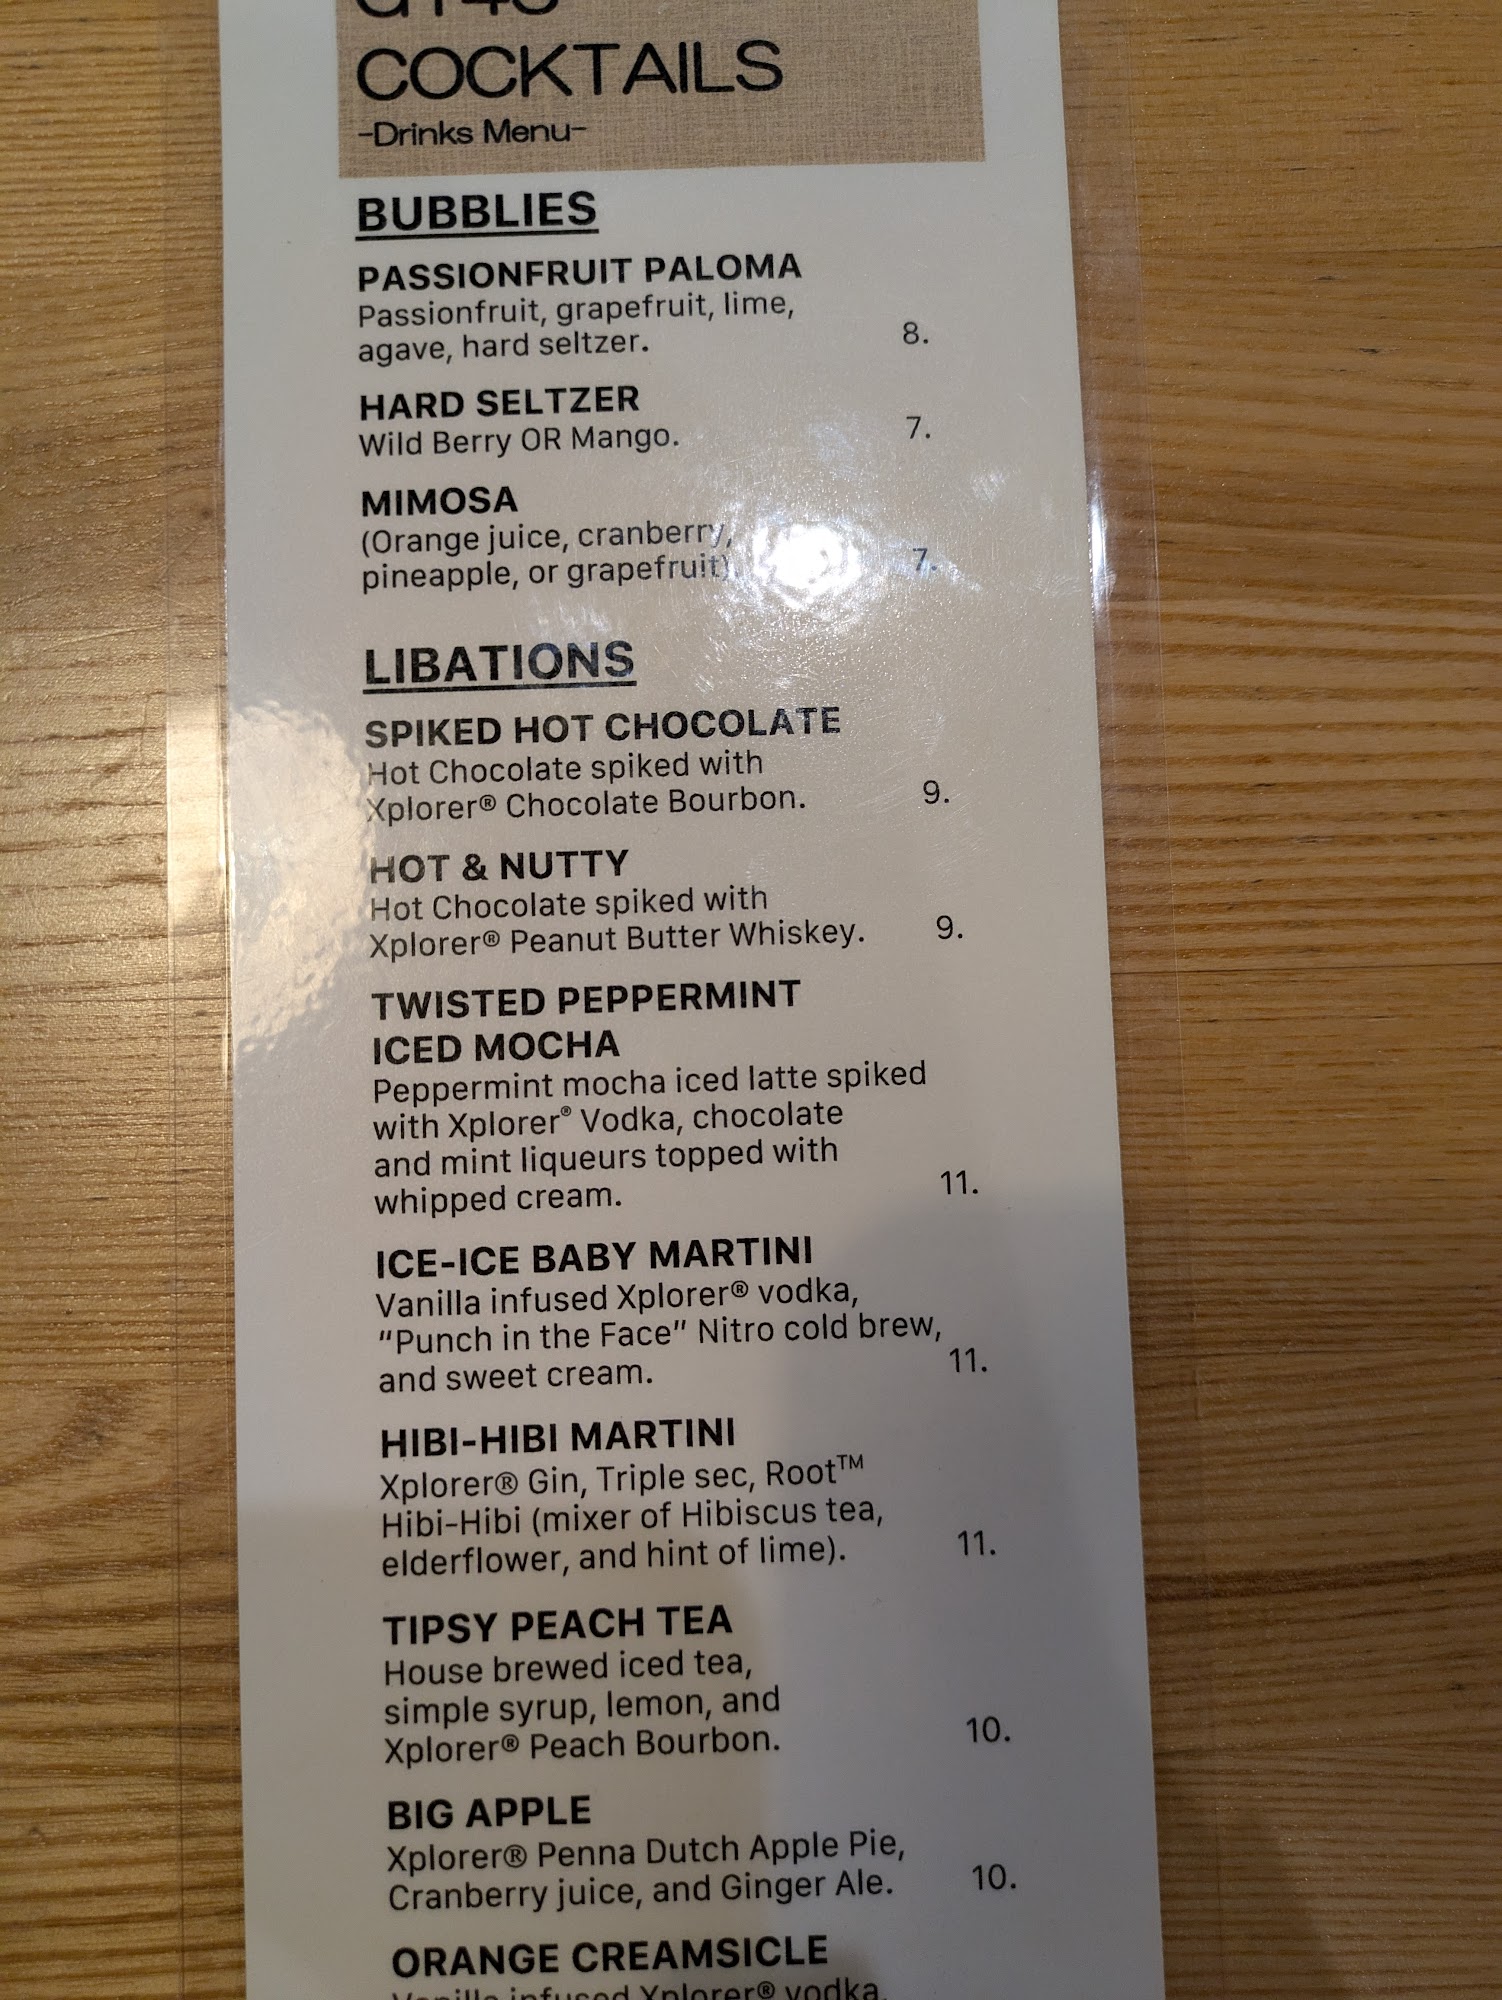 COCKTAILS
-Drinks Menu-
BUBBLIES
PASSIONFRUIT PALOMA
Passionfruit, grapefruit, lime,
agave, hard seltzer. 8.
HARD SELTZER
Wild Berry OR Mango. 7.
MIMOSA
(Orange juice, cranberry,
pineapple, or grapefruit). 7.
LIBATIONS
SPIKED HOT CHOCOLATE
Hot Chocolate spiked with
Xplorer® Chocolate Bourbon. 9.
HOT & NUTTY
Hot Chocolate spiked with
Xplorer® Peanut Butter Whiskey. 9.
TWISTED PEPPERMINT
ICED MOCHA
Peppermint mocha iced latte spiked
with Xplorer® Vodka, chocolate
and mint liqueurs topped with
whipped cream. 11.
ICE-ICE BABY MARTINI
Vanilla infused Xplorer® vodka,
“Punch in the Face” Nitro cold brew,
and sweet cream. 11.
HIBI-HIBI MARTINI
Xplorer® Gin, Triple sec, Root™
Hibi-Hibi (mixer of Hibiscus tea,
elderflower, and hint of lime). 11.
TIPSY PEACH TEA
House brewed iced tea,
simple syrup, lemon, and
Xplorer® Peach Bourbon. 10.
BIG APPLE
Xplorer® Penna Dutch Apple Pie,
Cranberry juice, and Ginger Ale. 10.
ORANGE CREAMSICLE
Vanilla infused Xplorer® vodka,